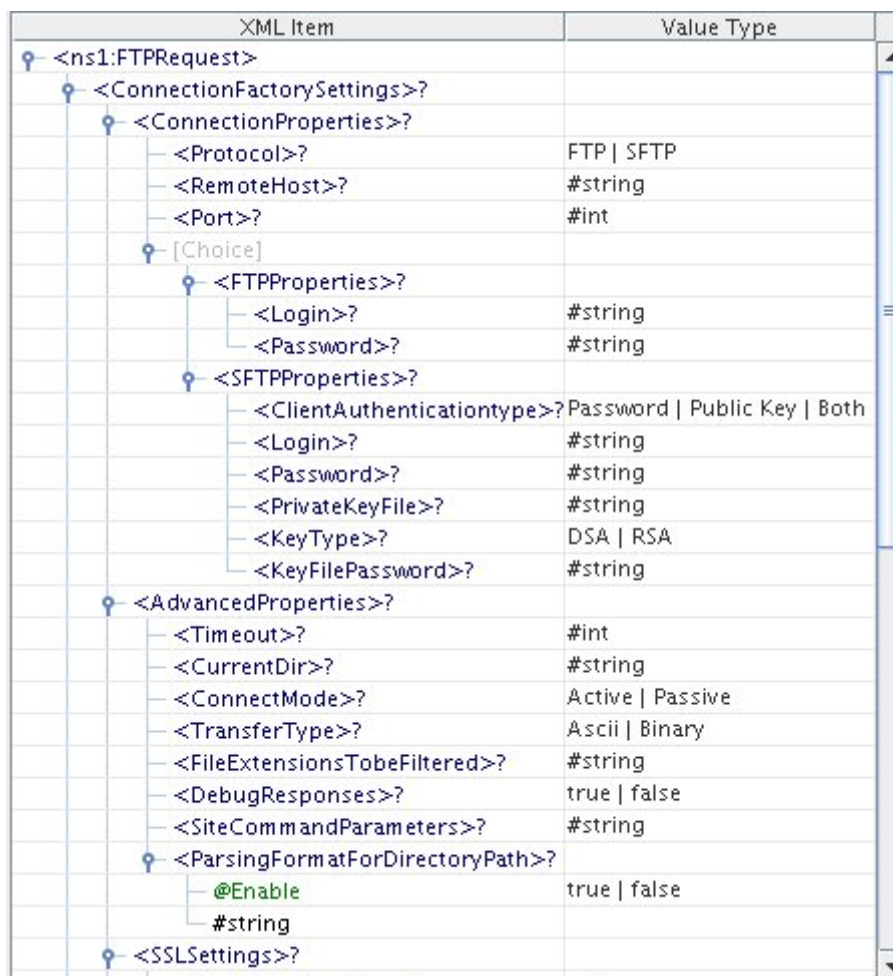 XML Item Value Type
<ns1:FTPRequest>
<ConnectionFactorySettings>?
<ConnectionProperties>?
<Protocol>? FTP | SFTP
<RemoteHost>? #string
<Port>? #int
[Choice]
<FTPProperties>?
<Login>? #string
<Password>? #string
<SFTPProperties>?
<ClientAuthenticationtype>? Password | Public Key | Both
<Login>? #string
<Password>? #string
<PrivateKeyFile>? #string
<KeyType>? DSA | RSA
<KeyFilePassword>? #string
<AdvancedProperties>?
<Timeout>? #int
<CurrentDir>? #string
<ConnectMode>? Active | Passive
<TransferType>? Ascii | Binary
<FileExtensionsTobeFiltered>? #string
<DebugResponses>? true | false
<SiteCommandParameters>? #string
<ParsingFormatForDirectoryPath>?
@Enable true | false
#string
<SSLSettings>?